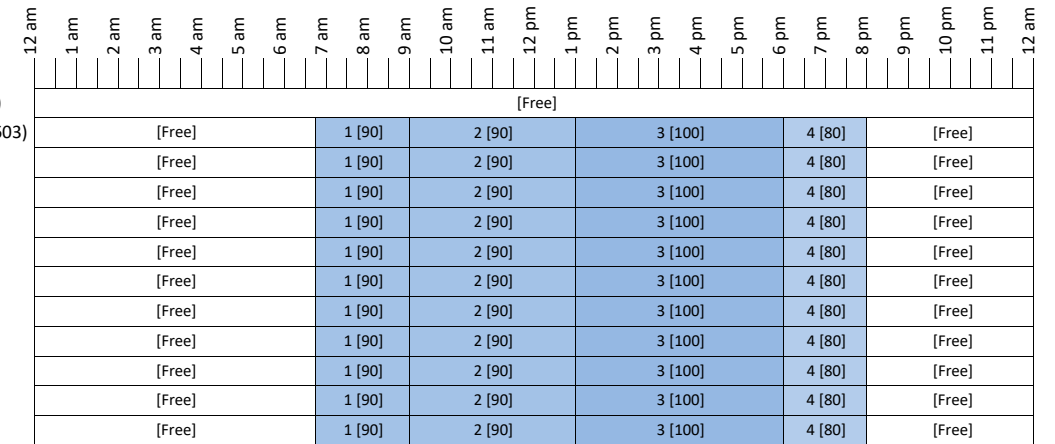 12 am 1 am 2 am 3 am 4 am 5 am 6 am 7 am 8 am 9 am 10 am 11 am 12 pm 1 pm 2 pm 3 pm 4 pm 5 pm 6 pm 7 pm 8 pm 9 pm 10 pm 11 pm 12 am
) [Free]
603) [Free] 1 [90] 2 [90] 3 [100] 4 [80] [Free]
[Free] 1 [90] 2 [90] 3 [100] 4 [80] [Free]
[Free] 1 [90] 2 [90] 3 [100] 4 [80] [Free]
[Free] 1 [90] 2 [90] 3 [100] 4 [80] [Free]
[Free] 1 [90] 2 [90] 3 [100] 4 [80] [Free]
[Free] 1 [90] 2 [90] 3 [100] 4 [80] [Free]
[Free] 1 [90] 2 [90] 3 [100] 4 [80] [Free]
[Free] 1 [90] 2 [90] 3 [100] 4 [80] [Free]
[Free] 1 [90] 2 [90] 3 [100] 4 [80] [Free]
[Free] 1 [90] 2 [90] 3 [100] 4 [80] [Free]
[Free] 1 [90] 2 [90] 3 [100] 4 [80] [Free]